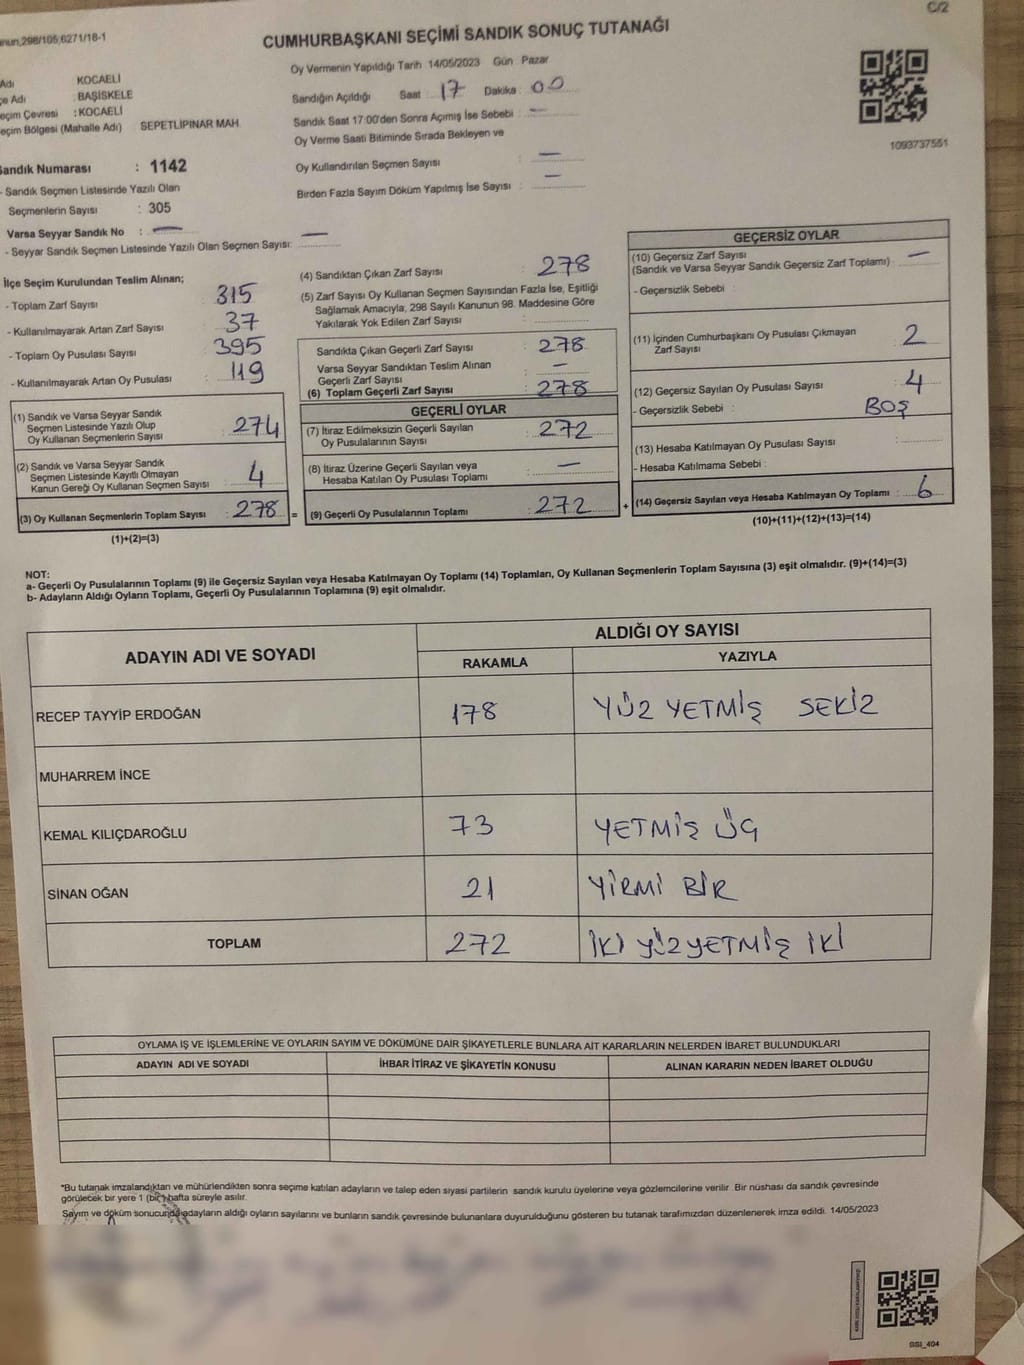 C/2
298/105;6271/18-1
CUMHURBAŞKANI SEÇİMİ SANDIK SONUÇ TUTANAĞI
Adı KOCAELİ
Adı : BAŞİSKELE
eçim Çevresi : KOCAELİ
eçim Bölgesi (Mahalle Adı) : SEPETLIPINAR MAH.
Oy Vermenin Yapıldığı Tarih 14/05/2023 Gün Pazar
Sandığın Açıldığı Saat : 17 Dakika : 00
Sandık Saat 17:00'den Sonra Açımış İse Sebebi : —
Oy Verme Saati Bitiminde Sırada Bekleyen ve
Oy Kullandırılan Seçmen Sayısı : —
Birden Fazla Sayım Döküm Yapılmış İse Sayısı : —
1093737551
Sandık Numarası : 1142
- Sandık Seçmen Listesinde Yazılı Olan
Seçmenlerin Sayısı : 305
Varsa Seyyar Sandık No : —
- Seyyar Sandık Seçmen Listesinde Yazılı Olan Seçmen Sayısı: —
İlçe Seçim Kurulundan Teslim Alınan;
- Toplam Zarf Sayısı : 315
- Kullanılmayarak Artan Zarf Sayısı : 37
- Toplam Oy Pusulası Sayısı : 395
- Kullanılmayarak Artan Oy Pusulası : 119
(1) Sandık ve Varsa Seyyar Sandık
Seçmen Listesinde Yazılı Olup
Oy Kullanan Seçmenlerin Sayısı : 274
(2) Sandık ve Varsa Seyyar Sandık
Seçmen Listesinde Kayıtlı Olmayan
Kanun Gereği Oy Kullanan Seçmen Sayısı : 4
(3) Oy Kullanan Seçmenlerin Toplam Sayısı : 278 =
(1)+(2)=(3)
(4) Sandıktan Çıkan Zarf Sayısı : 278
(5) Zarf Sayısı Oy Kullanan Seçmen Sayısından Fazla İse, Eşitliği
Sağlamak Amacıyla, 298 Sayılı Kanunun 98. Maddesine Göre
Yakılarak Yok Edilen Zarf Sayısı :
Sandıkta Çıkan Geçerli Zarf Sayısı : 278
Varsa Seyyar Sandıktan Teslim Alınan
Geçerli Zarf Sayısı : —
(6) Toplam Geçerli Zarf Sayısı : 278
GEÇERLİ OYLAR
(7) İtiraz Edilmeksizin Geçerli Sayılan
Oy Pusulalarının Sayısı : 272
(8) İtiraz Üzerine Geçerli Sayılan veya
Hesaba Katılan Oy Pusulası Toplamı : —
(9) Geçerli Oy Pusulalarının Toplamı : 272 +
GEÇERSİZ OYLAR
(10) Geçersiz Zarf Sayısı
(Sandık ve Varsa Seyyar Sandık Geçersiz Zarf Toplamı) : —
- Geçersizlik Sebebi :
(11) İçinden Cumhurbaşkanı Oy Pusulası Çıkmayan
Zarf Sayısı : 2
(12) Geçersiz Sayılan Oy Pusulası Sayısı : 4
- Geçersizlik Sebebi : BOŞ
(13) Hesaba Katılmayan Oy Pusulası Sayısı :
- Hesaba Katılmama Sebebi :
(14) Geçersiz Sayılan veya Hesaba Katılmayan Oy Toplamı : 6
(10)+(11)+(12)+(13)=(14)
NOT:
a- Geçerli Oy Pusulalarının Toplamı (9) ile Geçersiz Sayılan veya Hesaba Katılmayan Oy Toplamı (14) Toplamları, Oy Kullanan Seçmenlerin Toplam Sayısına (3) eşit olmalıdır. (9)+(14)=(3)
b- Adayların Aldığı Oyların Toplamı, Geçerli Oy Pusulalarının Toplamına (9) eşit olmalıdır.
ADAYIN ADI VE SOYADI
ALDIĞI OY SAYISI
RAKAMLA YAZIYLA
RECEP TAYYİP ERDOĞAN 178 YÜZ YETMİŞ SEKİZ
MUHARREM İNCE
KEMAL KILIÇDAROĞLU 73 YETMİŞ ÜÇ
SİNAN OĞAN 21 YİRMİ BİR
TOPLAM 272 İKİ YÜZYETMİŞ İKİ
OYLAMA İŞ VE İŞLEMLERİNE VE OYLARIN SAYIM VE DÖKÜMÜNE DAİR ŞİKAYETLERLE BUNLARA AİT KARARLARIN NELERDEN İBARET BULUNDUKLARI
ADAYIN ADI VE SOYADI İHBAR İTİRAZ VE ŞİKAYETİN KONUSU ALINAN KARARIN NEDEN İBARET OLDUĞU
*Bu tutanak imzalandıktan ve mühürlendikten sonra seçime katılan adayların ve talep eden siyasi partilerin sandık kurulu üyelerine veya gözlemcilerine verilir. Bir nüshası da sandık çevresinde
görülecek bir yere 1 (bir) hafta süreyle asılır.
Sayım ve döküm sonucunda adayların aldığı oyların sayılarını ve bunların sandık çevresinde bulunanlara duyurulduğunu gösteren bu tutanak tarafımızdan düzenlenerek imza edildi. 14/05/2023
SSI_404